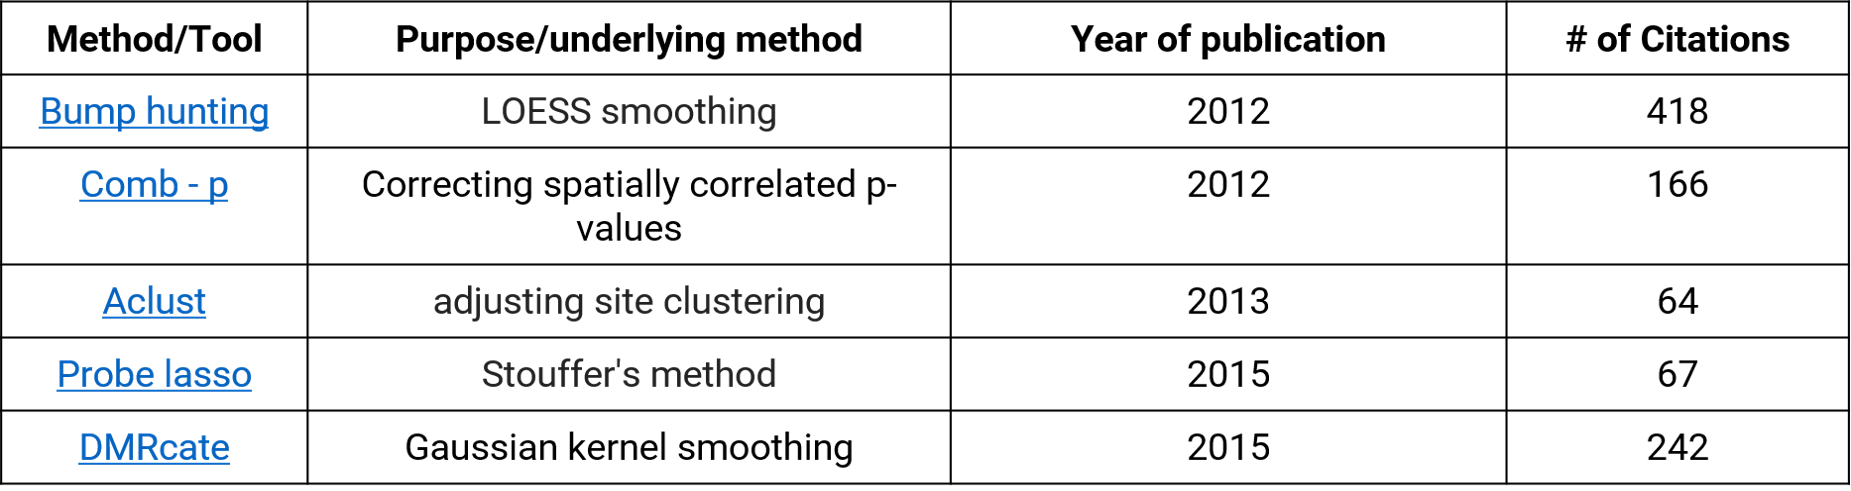 Method/Tool Purpose/underlying method Year of publication # of Citations
Bump hunting LOESS smoothing 2012 418
Comb - p Correcting spatially correlated p- 2012 166
values
Aclust adjusting site clustering 2013 64
Probe lasso Stouffer's method 2015 67
DMRcate Gaussian kernel smoothing 2015 242